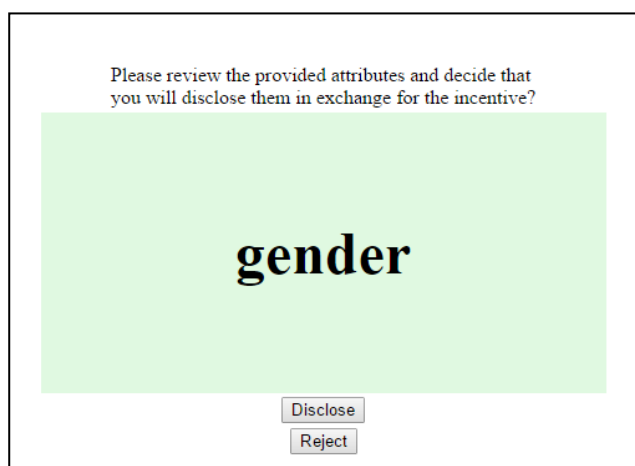 Please review the provided attributes and decide that
you will disclose them in exchange for the incentive?
gender
Disclose
Reject